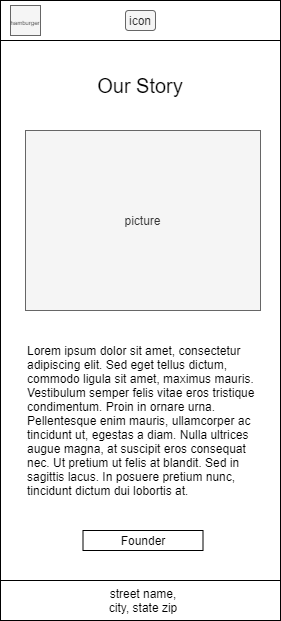 hamburger
icon
Our Story
picture
Lorem ipsum dolor sit amet, consectetur
adipiscing elit. Sed eget tellus dictum,
commodo ligula sit amet, maximus mauris.
Vestibulum semper felis vitae eros tristique
condimentum. Proin in ornare urna.
Pellentesque enim mauris, ullamcorper ac
tincidunt ut, egestas a diam. Nulla ultrices
augue magna, at suscipit eros consequat
nec. Ut pretium ut felis at blandit. Sed in
sagittis lacus. In posuere pretium nunc,
tincidunt dictum dui lobortis at.
Founder
street name,
city, state zip